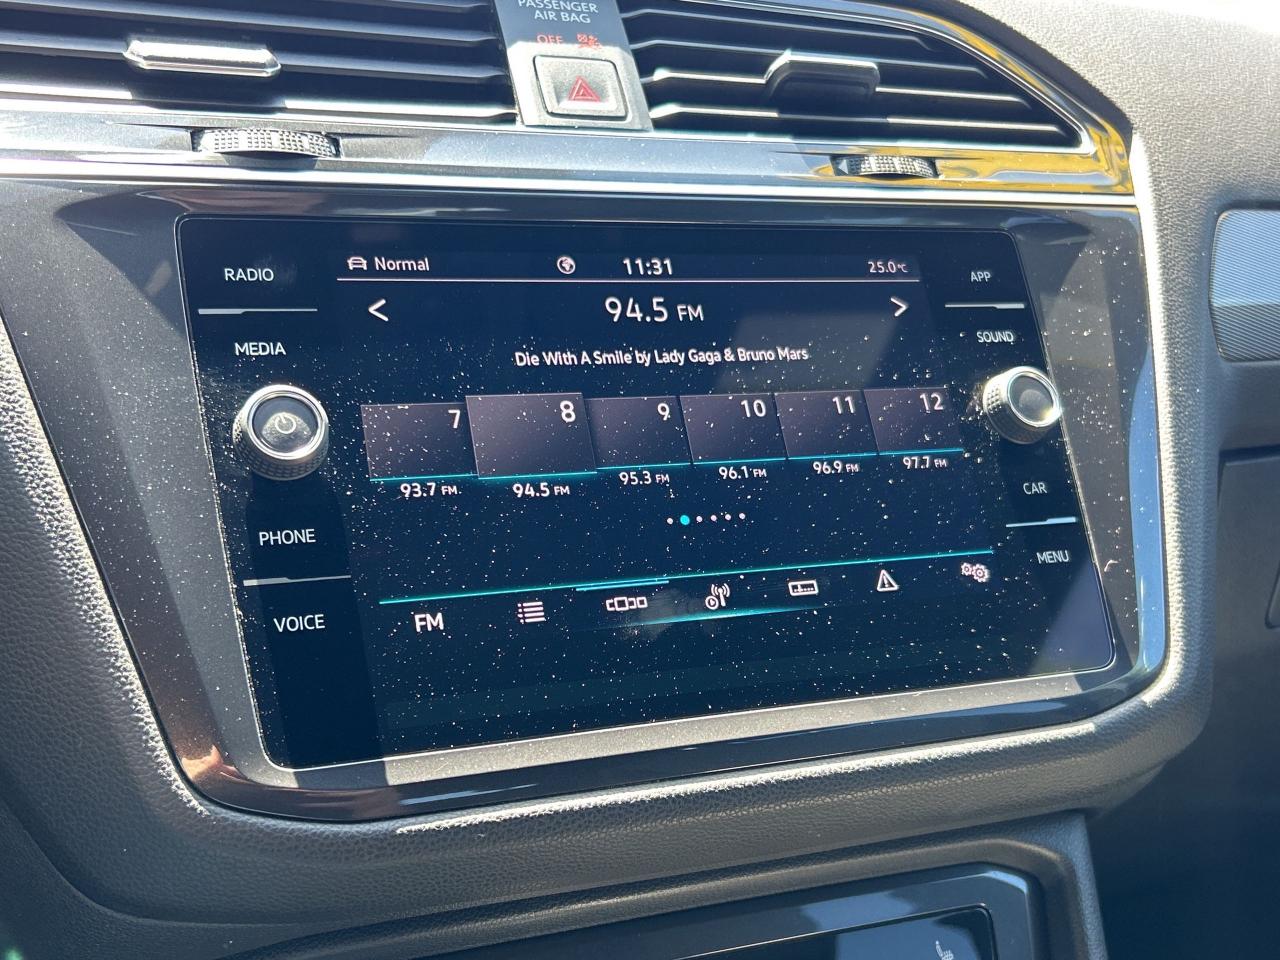 PASSENGER
AIR BAG
OFF
RADIO
MEDIA
PHONE
VOICE
Normal
11:31
25.0°C
< 94.5 FM >
Die With A Smile by Lady Gaga & Bruno Mars
7 8 9 10 11 12
93.7 FM 94.5 FM 95.3 FM 96.1 FM 96.9 FM 97.7 FM
FM
APP
SOUND
CAR
MENU